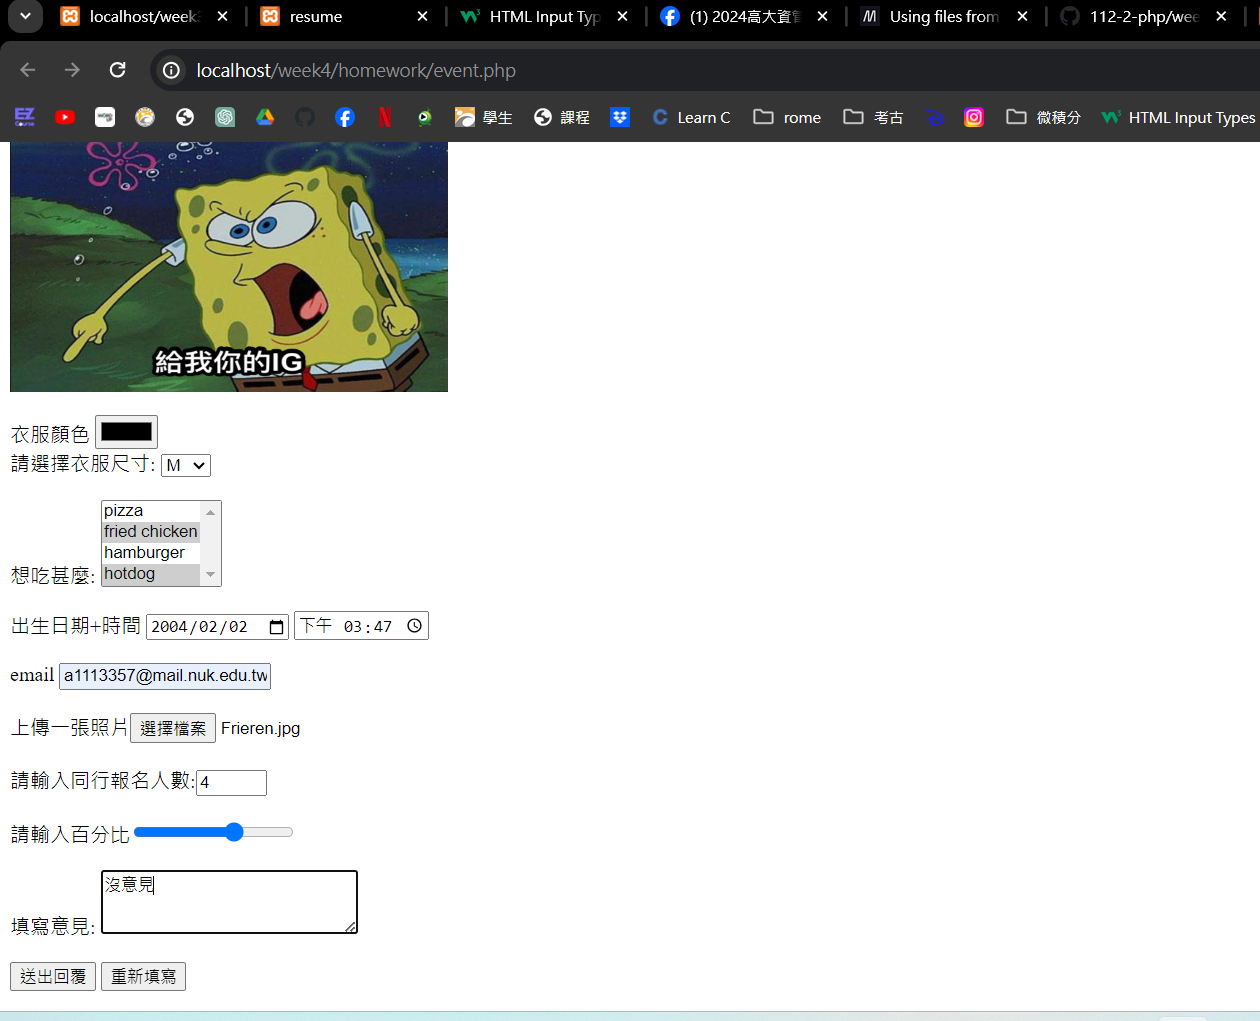 localhost/week
resume
HTML Input Typ
(1) 2024高大資管
Using files from
112-2-php/wee
localhost/week4/homework/event.php
EZ
學生
課程
Learn C
rome
考古
微積分
HTML Input Types
給我你的IG
衣服顏色
請選擇衣服尺寸: M
pizza
fried chicken
hamburger
想吃甚麼: hotdog
出生日期+時間 2004/02/02 下午 03:47
email a1113357@mail.nuk.edu.tw
上傳一張照片 選擇檔案 Frieren.jpg
請輸入同行報名人數: 4
請輸入百分比
沒意見
填寫意見:
送出回覆 重新填寫